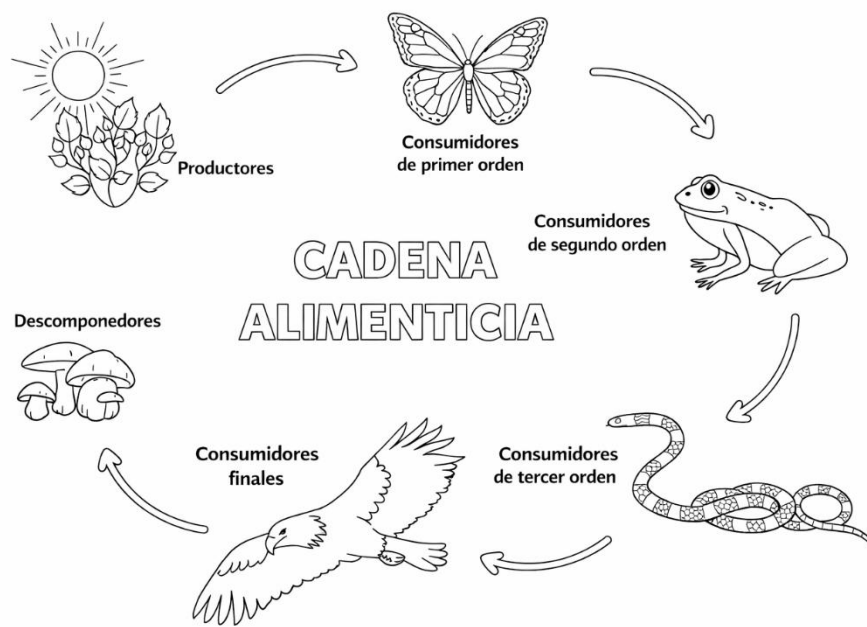 Productores
Consumidores
de primer orden
Consumidores
de segundo orden
CADENA
ALIMENTICIA
Descomponedores
Consumidores
finales
Consumidores
de tercer orden